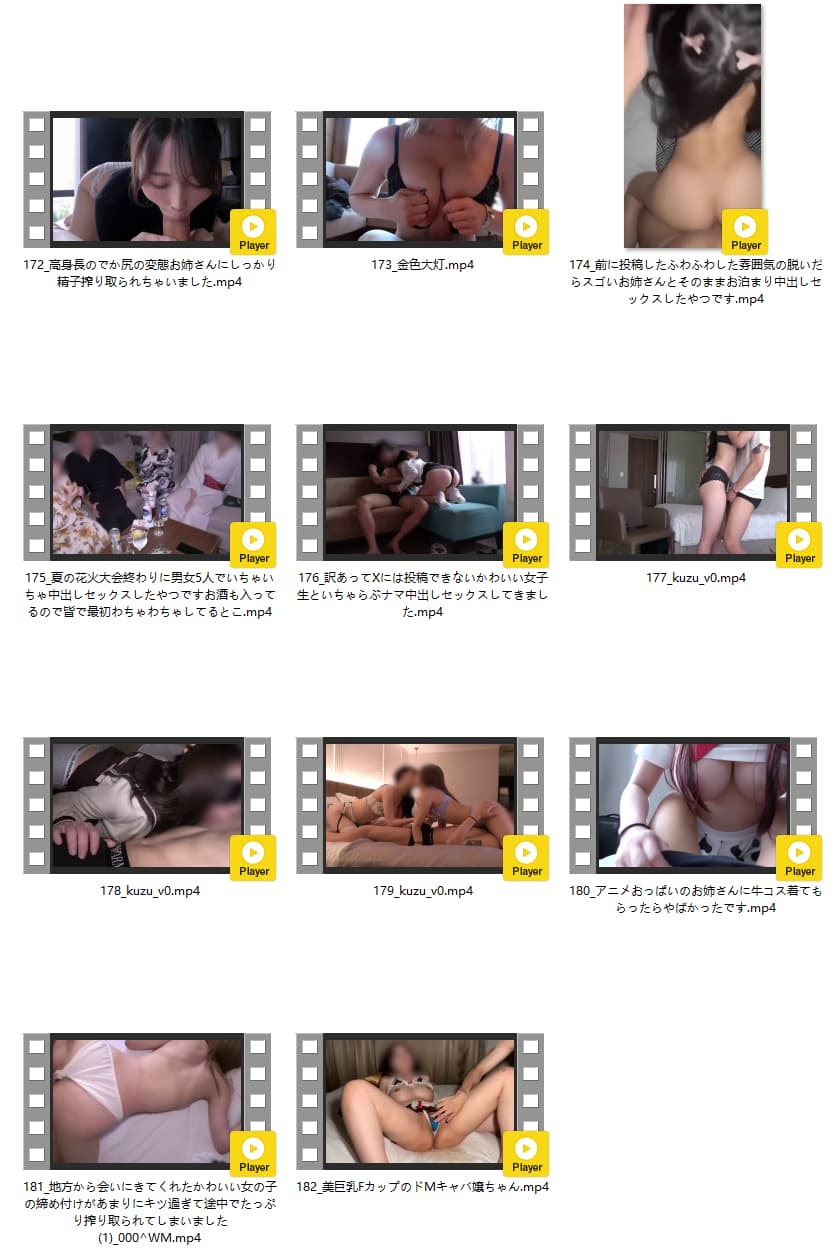 Player
Player
Player
172_高身長のでか尻の変態お姉さんにしっかり
精子搾り取られちゃいました.mp4
173_金色大灯.mp4
174_前に投稿したふわふわした雰囲気の脱いだ
らスゴいお姉さんとそのままお泊まり中出しセ
ックスしたやつです.mp4
Player
Player
Player
175_夏の花火大会終わりに男女5人でいちゃい
ちゃ中出しセックスしたやつですお酒も入って
るので皆で最初わちゃわちゃしてるとこ.mp4
176_訳あってXには投稿できないかわいい女子
生といちゃらぶナマ中出しセックスしてきまし
た.mp4
177_kuzu_v0.mp4
Player
Player
Player
178_kuzu_v0.mp4
179_kuzu_v0.mp4
180_アニメおっぱいのお姉さんに牛コス着ても
らったらやばかったです.mp4
Player
Player
181_地方から会いにきてくれたかわいい女の子
の締め付けがあまりにキツ過ぎて途中でたっぷ
り搾り取られてしまいました
(1)_000^WM.mp4
182_美巨乳FカップのドMキャバ嬢ちゃん.mp4